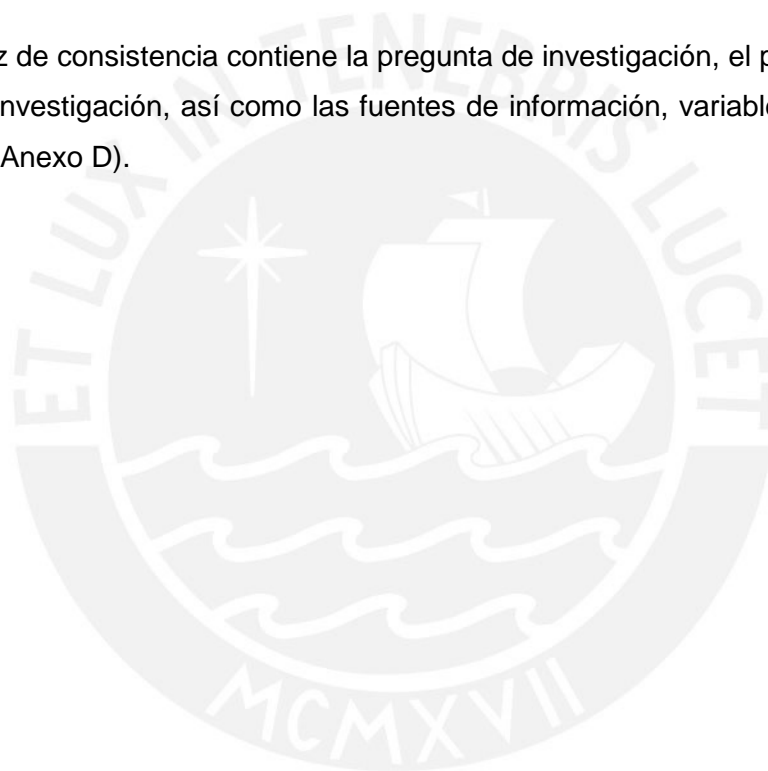 z de consistencia contiene la pregunta de investigación, el p
nvestigación, así como las fuentes de información, variabl
Anexo D).
ET LUX IN TENEBRIS LUCET
MCMXVII